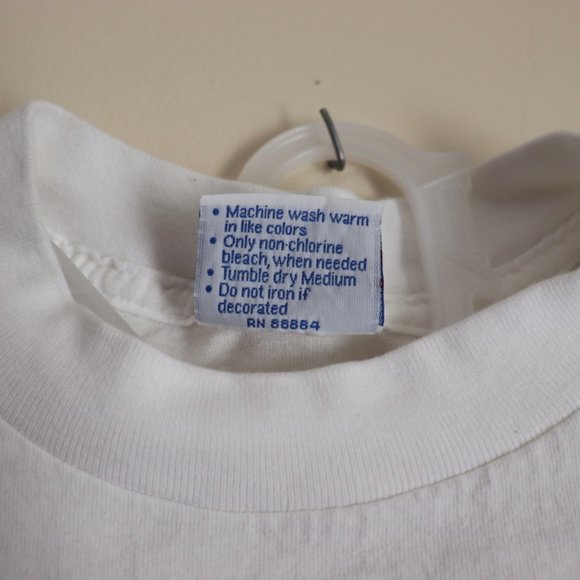 • Machine wash warm
in like colors
• Only non-chlorine
bleach, when needed
• Tumble dry Medium
• Do not iron if
decorated
RN 88884